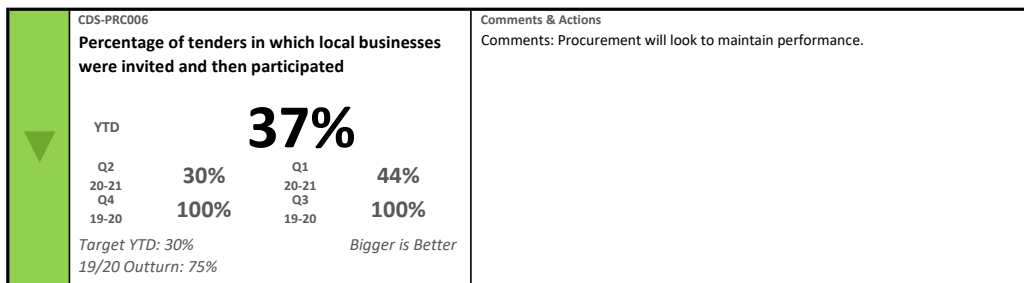 CDS-PRC006
Percentage of tenders in which local businesses
were invited and then participated
YTD
37%
Q2
20-21
30%
Q1
20-21
44%
Q4
19-20
100%
Q3
19-20
100%
Target YTD: 30%
Bigger is Better
19/20 Outturn: 75%
Comments & Actions
Comments: Procurement will look to maintain performance.